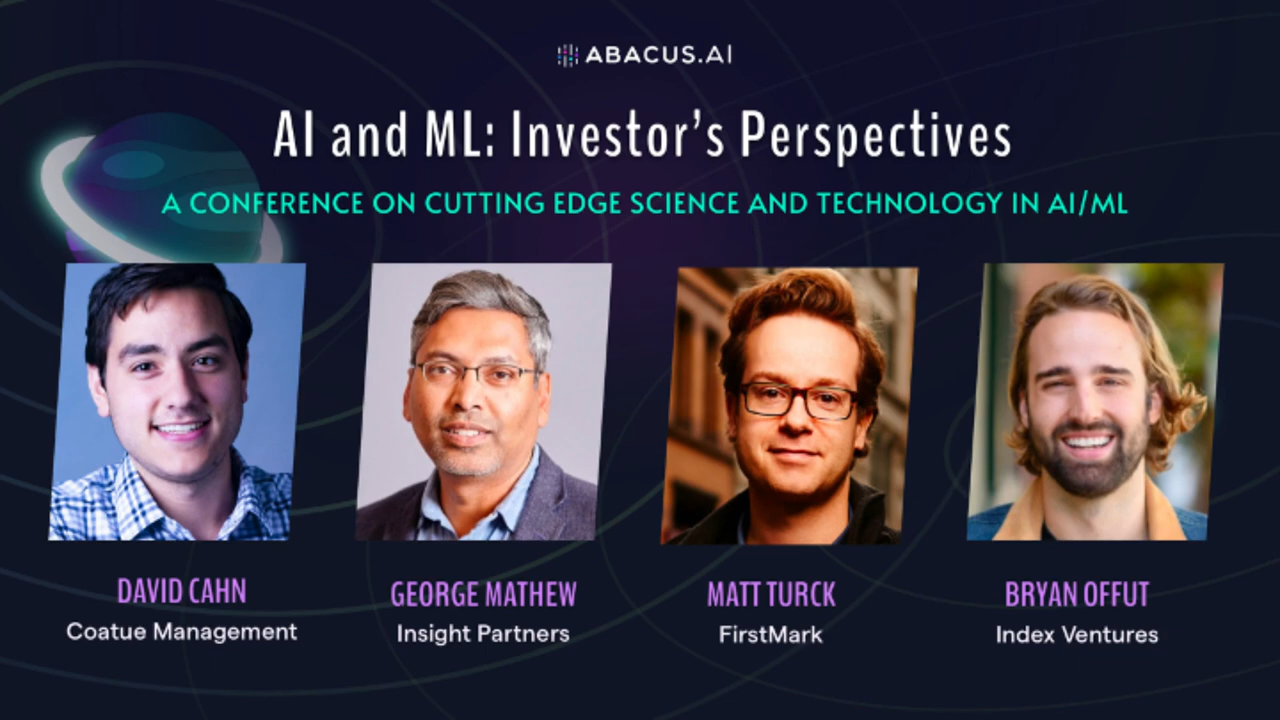 ABACUS.AI
AI and ML: Investor's Perspectives
A CONFERENCE ON CUTTING EDGE SCIENCE AND TECHNOLOGY IN AI/ML
DAVID CAHN
Coatue Management
GEORGE MATHEW
Insight Partners
MATT TURCK
FirstMark
BRYAN OFFUT
Index Ventures